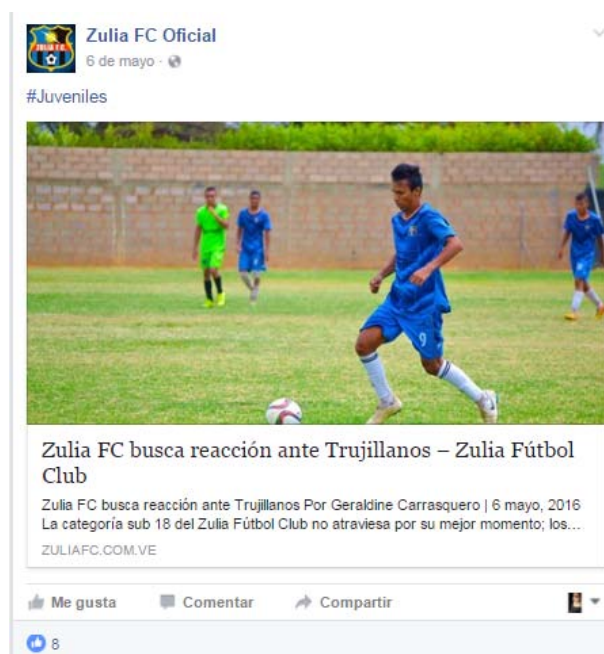 Zulia FC Oficial
6 de mayo ·
#Juveniles
9
Zulia FC busca reacción ante Trujillanos – Zulia Fútbol
Club
Zulia FC busca reacción ante Trujillanos Por Geraldine Carrasquero | 6 mayo, 2016
La categoría sub 18 del Zulia Fútbol Club no atraviesa por su mejor momento; los...
ZULIAFC.COM.VE
Me gusta Comentar Compartir
8